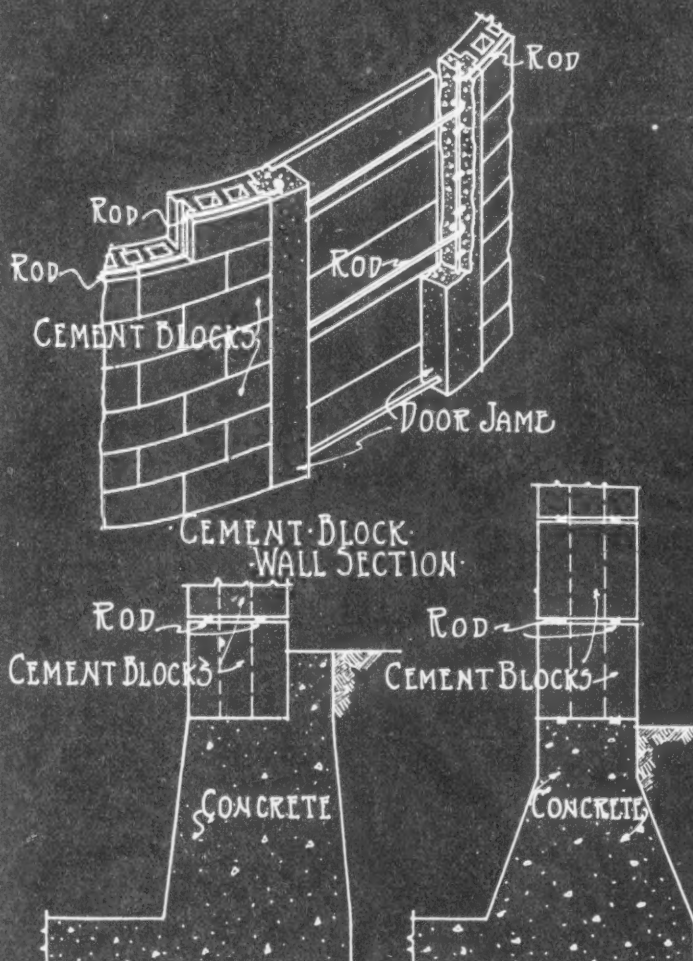 ROD
ROD
ROD
ROD
CEMENT BLOCKS
DOOR JAME
CEMENT·BLOCK·
·WALL SECTION·
ROD
ROD
CEMENT BLOCKS
CEMENT BLOCKS
CONCRETE
CONCRETE